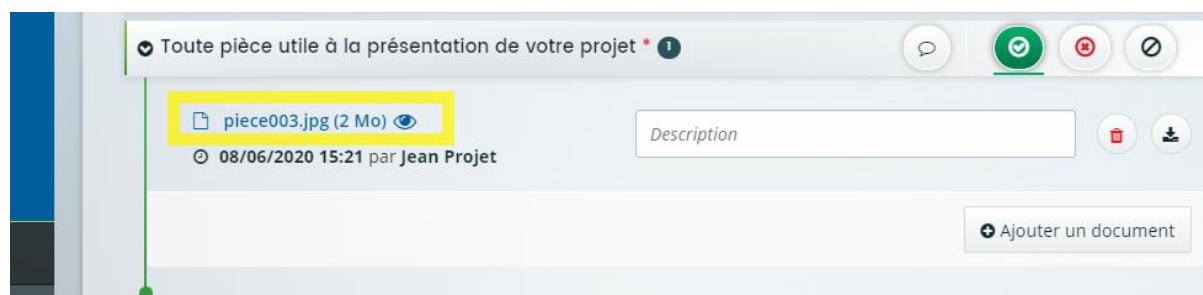 Toute pièce utile à la présentation de votre projet * 1
piece003.jpg (2 Mo)
Description
08/06/2020 15:21 par Jean Projet
Ajouter un document